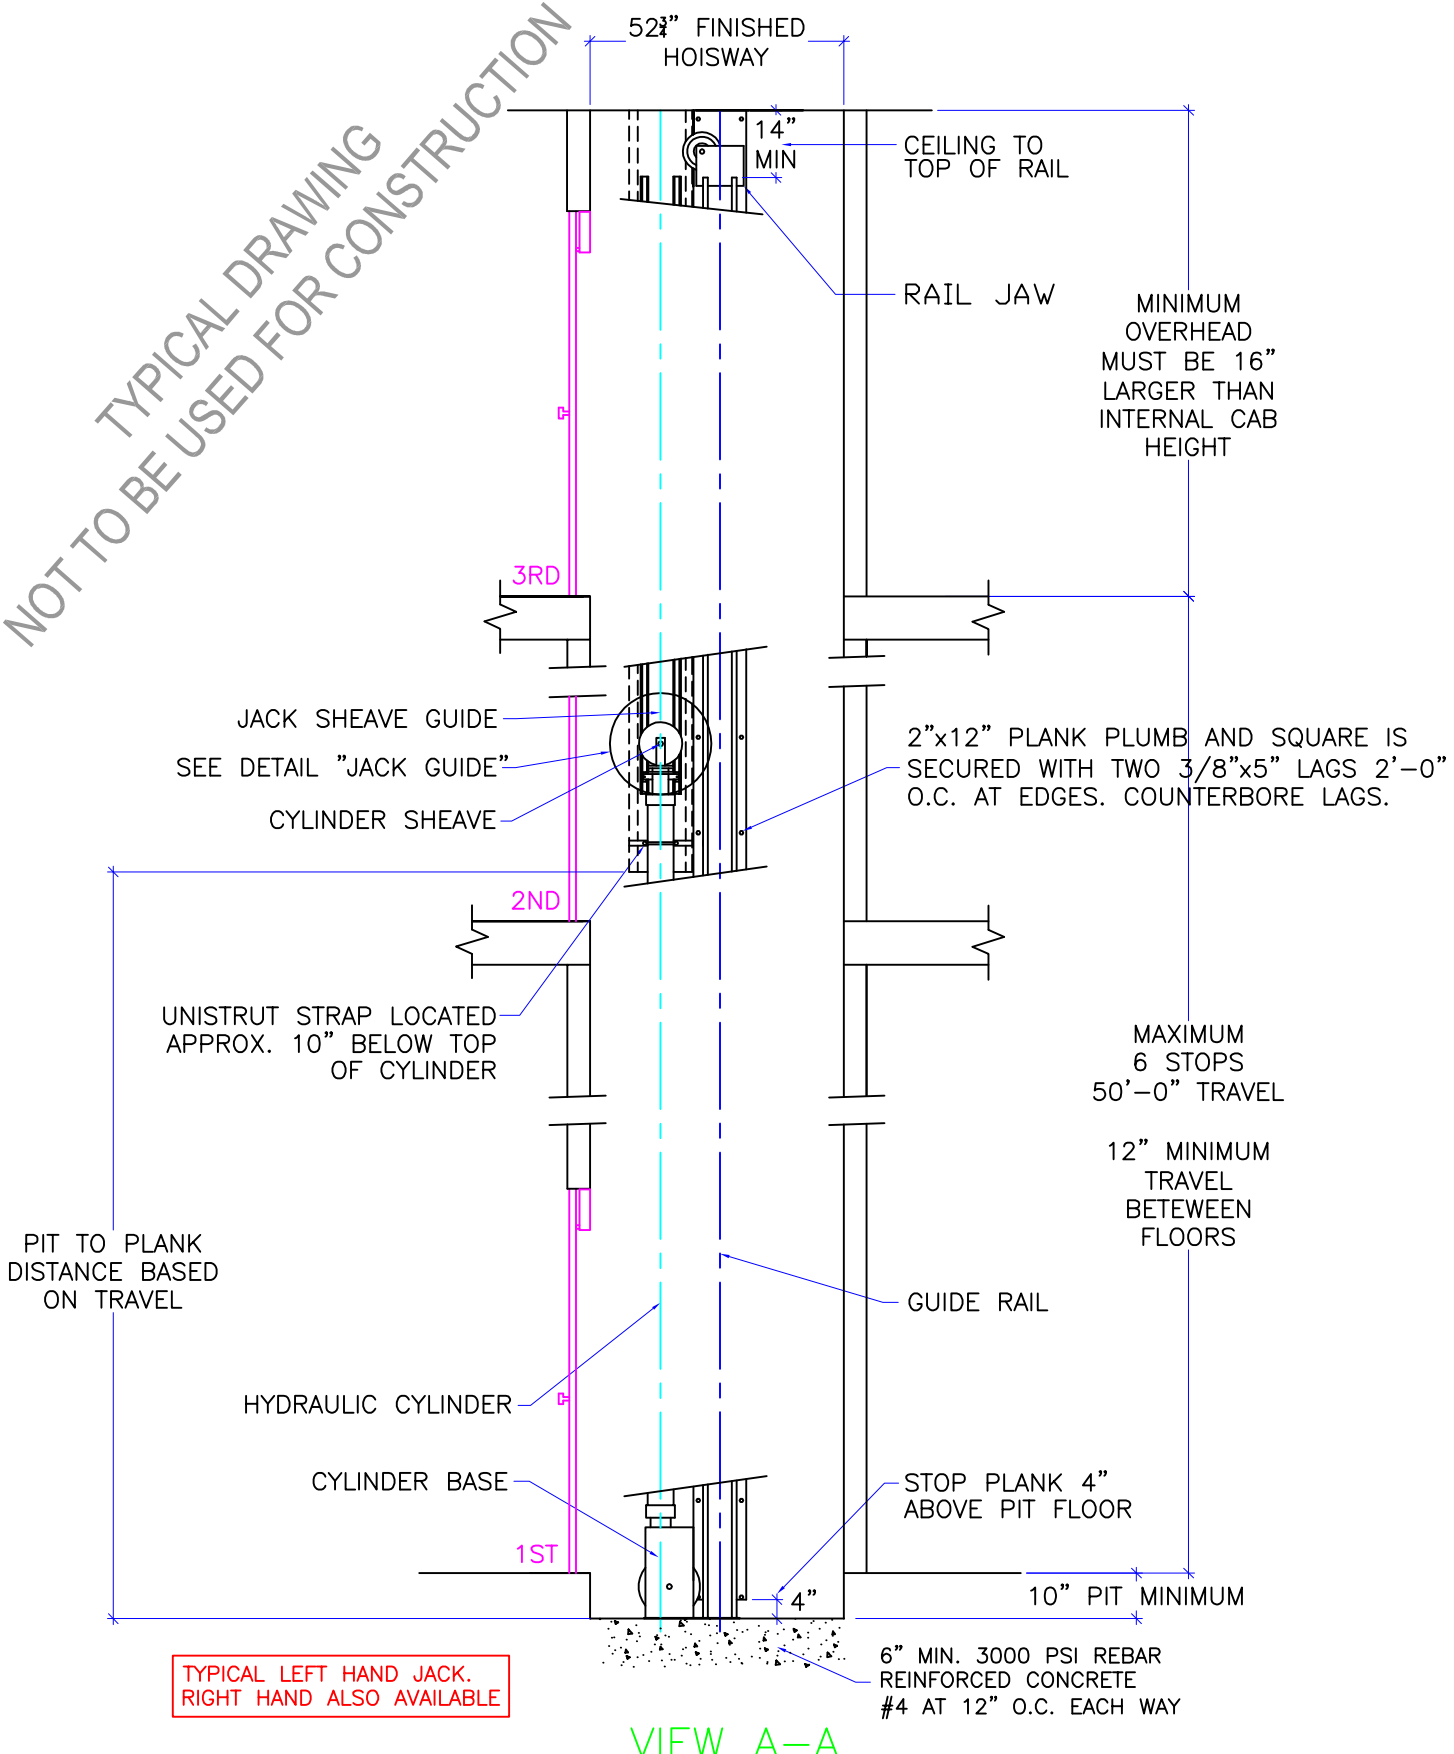 TYPICAL DRAWING
NOT TO BE USED FOR CONSTRUCTION
52¾" FINISHED
HOISWAY
14"
MIN
CEILING TO
TOP OF RAIL
RAIL JAW
MINIMUM
OVERHEAD
MUST BE 16"
LARGER THAN
INTERNAL CAB
HEIGHT
3RD
JACK SHEAVE GUIDE
SEE DETAIL "JACK GUIDE"
CYLINDER SHEAVE
2"x12" PLANK PLUMB AND SQUARE IS
SECURED WITH TWO 3/8"x5" LAGS 2'-0"
O.C. AT EDGES. COUNTERBORE LAGS.
2ND
UNISTRUT STRAP LOCATED
APPROX. 10" BELOW TOP
OF CYLINDER
MAXIMUM
6 STOPS
50'-0" TRAVEL
12" MINIMUM
TRAVEL
BETEWEEN
FLOORS
PIT TO PLANK
DISTANCE BASED
ON TRAVEL
GUIDE RAIL
HYDRAULIC CYLINDER
CYLINDER BASE
STOP PLANK 4"
ABOVE PIT FLOOR
1ST
4"
10" PIT MINIMUM
6" MIN. 3000 PSI REBAR
REINFORCED CONCRETE
#4 AT 12" O.C. EACH WAY
TYPICAL LEFT HAND JACK.
RIGHT HAND ALSO AVAILABLE
VIEW A-A